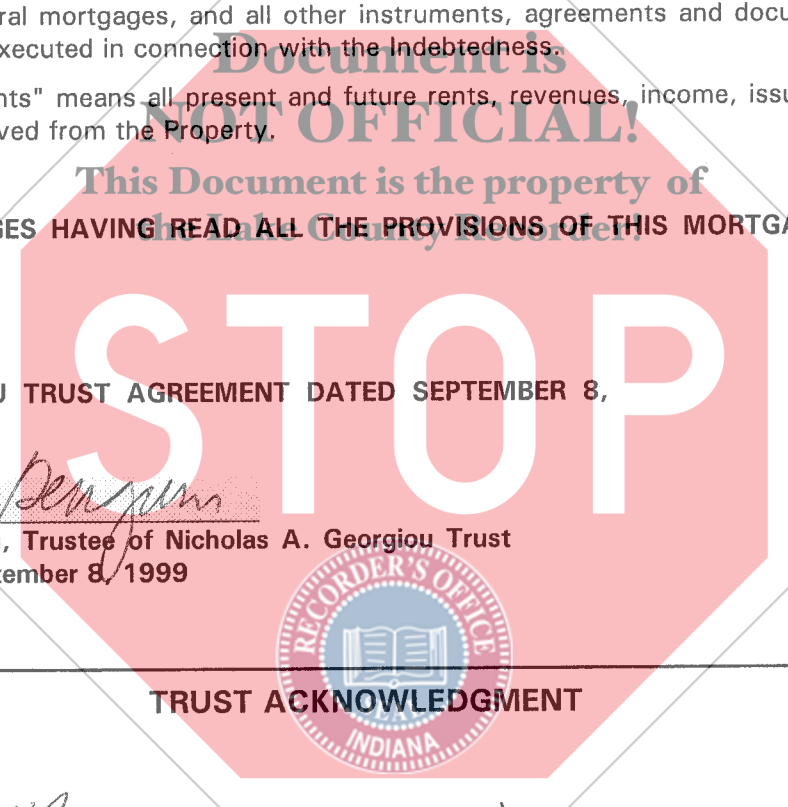 ral mortgages, and all other instruments, agreements and docu
xecuted in connection with the Indebtedness.
Document is
nts" means all present and future rents, revenues, income, issu
NOT OFFICIAL!
ved from the Property.
This Document is the property of
the Lake County Recorder!
GES HAVING READ ALL THE PROVISIONS OF THIS MORTGA
STOP
U TRUST AGREEMENT DATED SEPTEMBER 8,
, Trustee of Nicholas A. Georgiou Trust
tember 8, 1999
RECORDER'S OFFICE
TRUST ACKNOWLEDGMENT
INDIANA